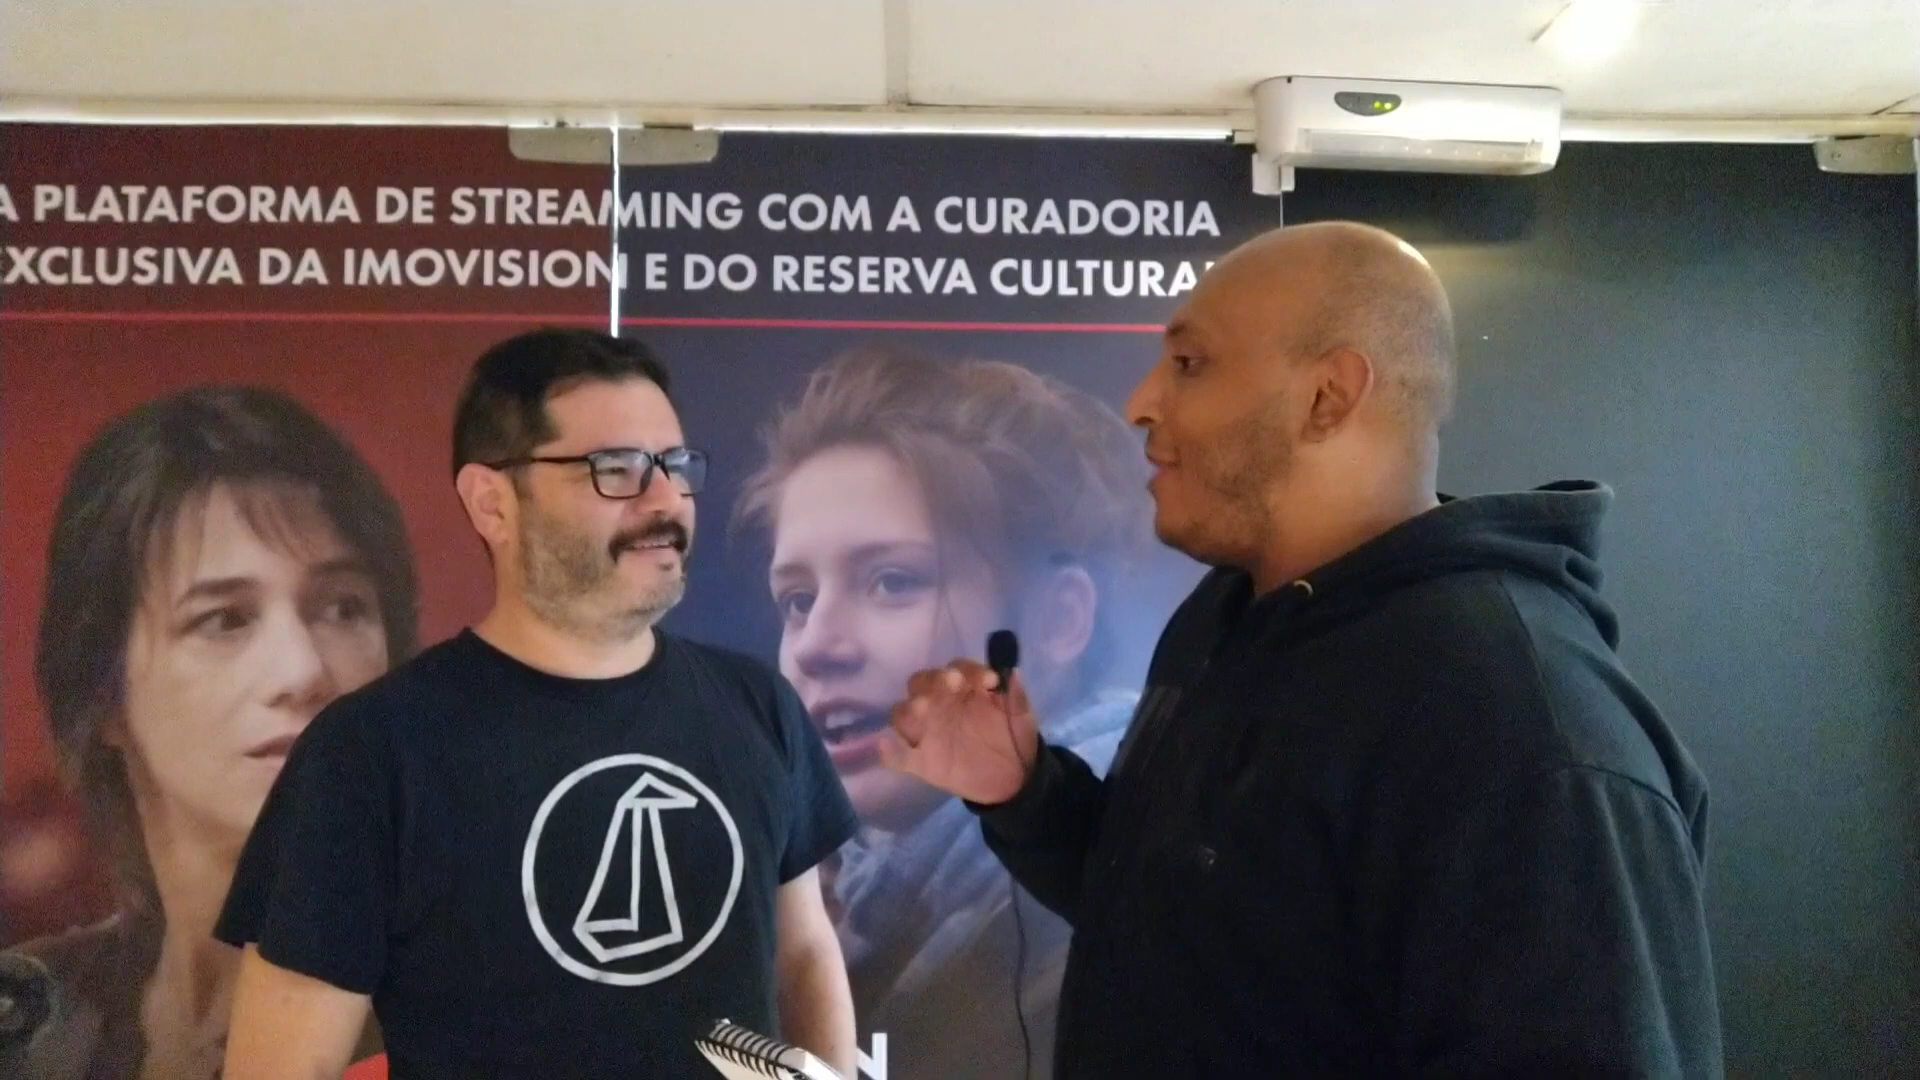 A PLATAFORMA DE STREAMING COM A CURADORIA
EXCLUSIVA DA IMOVISION E DO RESERVA CULTURAL
N